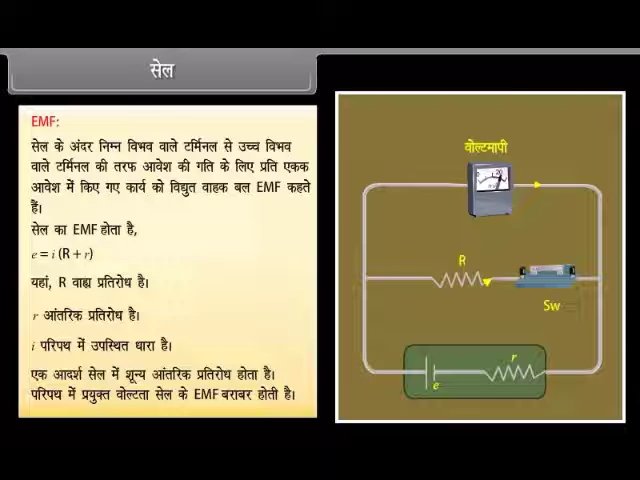 सेल
EMF:
सेल के अंदर निम्न विभव वाले टर्मिनल से उच्च विभव
वाले टर्मिनल की तरफ आवेश की गति के लिए प्रति एकक
आवेश में किए गए कार्य को विद्युत वाहक बल EMF कहते
हैं।
सेल का EMF होता है,
e = i (R + r)
यहां, R वाह्य प्रतिरोध है।
r आंतरिक प्रतिरोध है।
i परिपथ में उपस्थित धारा है।
एक आदर्श सेल में शून्य आंतरिक प्रतिरोध होता है।
परिपथ में प्रयुक्त वोल्टता सेल के EMF बराबर होती है।
वोल्टमापी
R
Sw
r
e